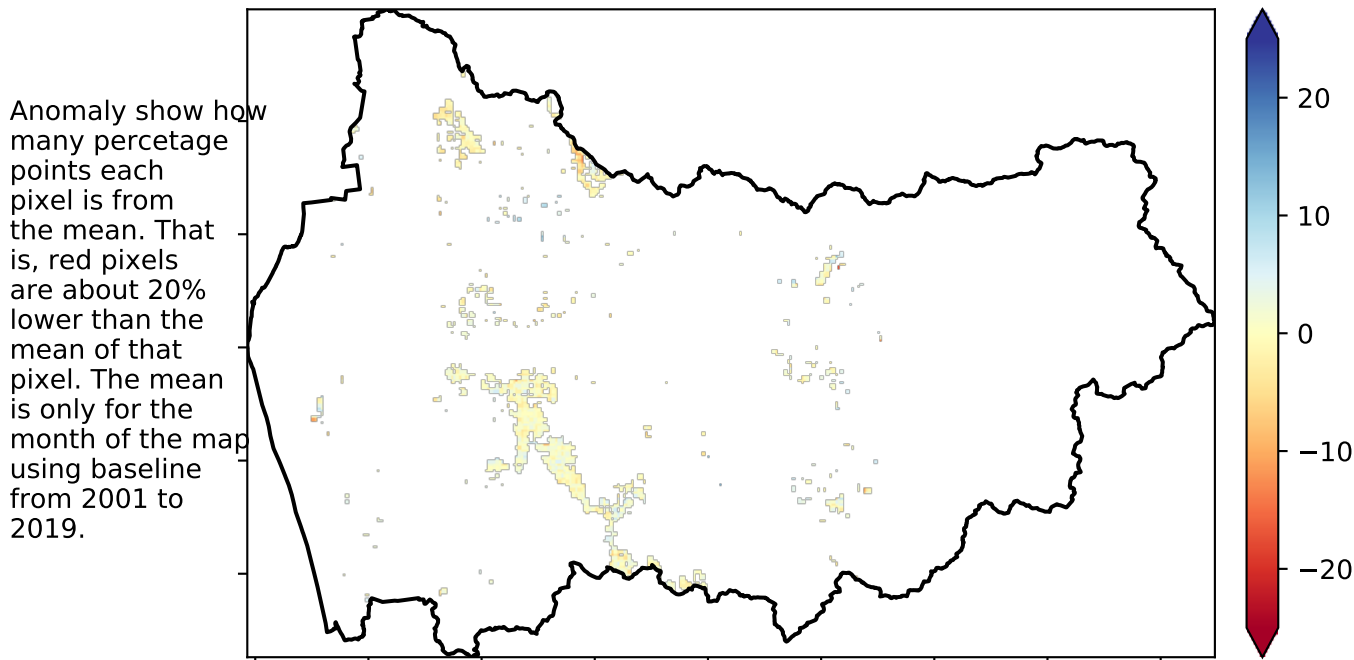 Anomaly show how
many percetage
points each
pixel is from
the mean. That
is, red pixels
are about 20%
lower than the
mean of that
pixel. The mean
is only for the
month of the map
using baseline
from 2001 to
2019.
20
10
0
−10
−20